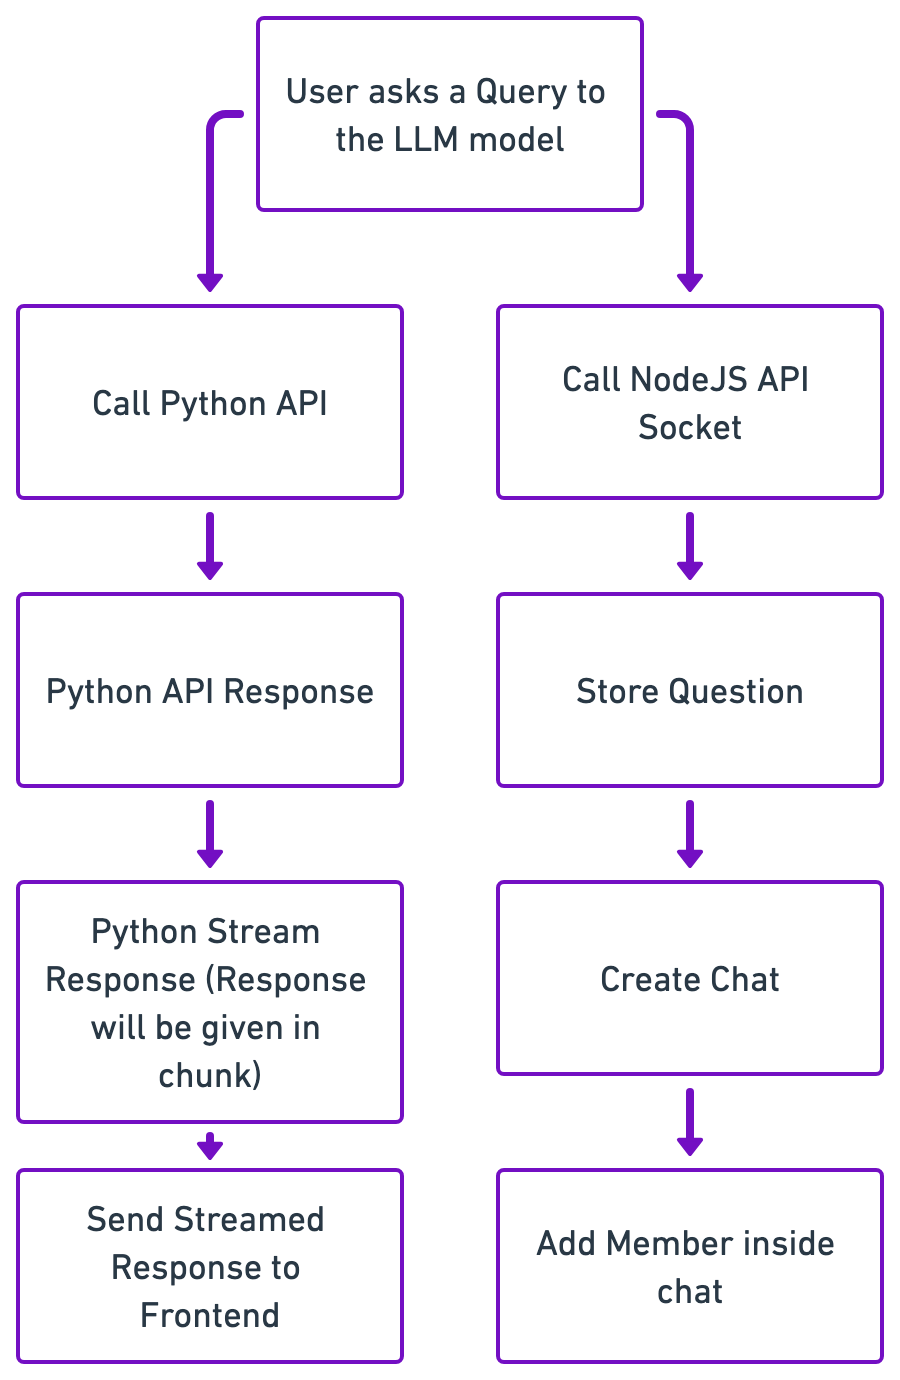 User asks a Query to
the LLM model
Call Python API
Call NodeJS API
Socket
Python API Response
Store Question
Python Stream
Response (Response
will be given in
chunk)
Create Chat
Send Streamed
Response to
Frontend
Add Member inside
chat